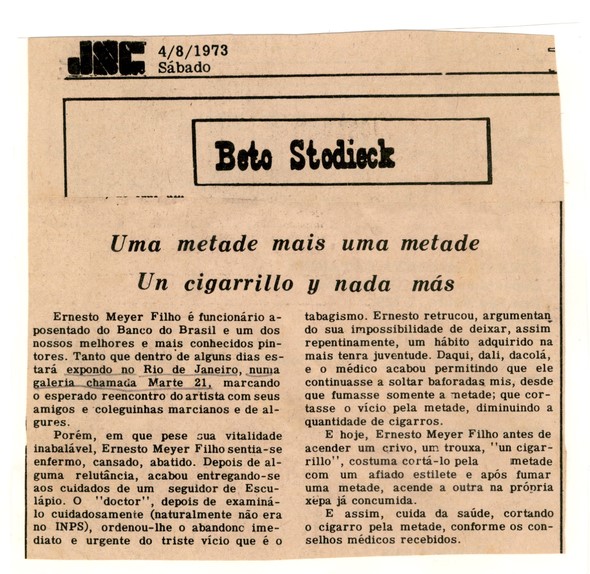 JSC 4/8/1973
Sábado
Beto Stodieck
Uma metade mais uma metade
Un cigarrillo y nada más
Ernesto Meyer Filho é funcionário a-
posentado do Banco do Brasil e um dos
nossos melhores e mais conhecidos pin-
tores. Tanto que dentro de alguns dias es-
tará expondo no Rio de Janeiro, numa
galeria chamada Marte 21, marcando
o esperado reencontro do artista com seus
amigos e coleguinhas marcianos e de al-
gures.
Porém, em que pese sua vitalidade
inabalável, Ernesto Meyer Filho sentia-se
enfermo, cansado, abatido. Depois de al-
guma relutância, acabou entregando-se
aos cuidados de um seguidor de Escu-
lápio. O "doctor", depois de examiná-
lo cuidadosamente (naturalmente não era
no INPS), ordenou-lhe o abandono ime-
diato e urgente do triste vício que é o
tabagismo. Ernesto retrucou, argumentan
do sua impossibilidade de deixar, assim
repentinamente, um hábito adquirido na
mais tenra juventude. Daqui, dali, dacolá,
e o médico acabou permitindo que ele
continuasse a soltar baforadas mis, desde
que fumasse somente a metade; que cor-
tasse o vício pela metade, diminuindo a
quantidade de cigarros.
E hoje, Ernesto Meyer Filho antes de
acender um crivo, um trouxa, "un cigar-
rillo", costuma cortá-lo pela metade
com um afiado estilete e após fumar
uma metade, acende a outra na própria
xepa já concumida.
E assim, cuida da saúde, cortando
o cigarro pela metade, conforme os con-
selhos médicos recebidos.